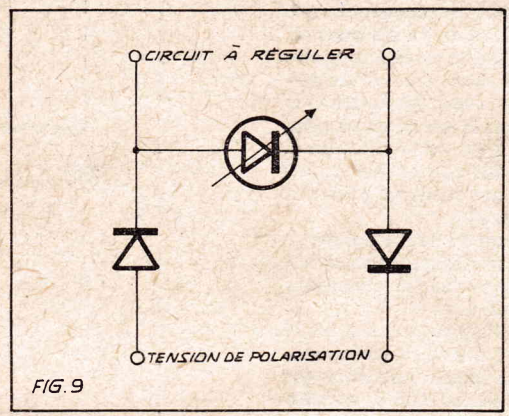 CIRCUIT À RÉGULER
TENSION DE POLARISATION
FIG. 9